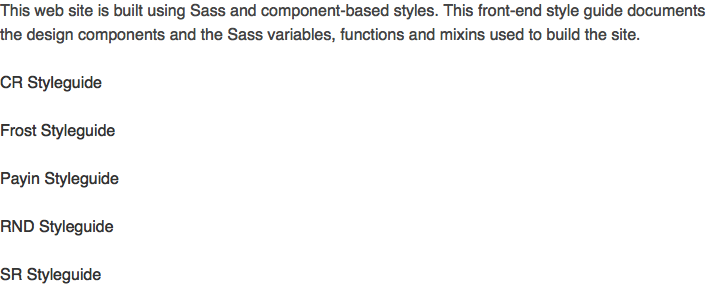 This web site is built using Sass and component-based styles. This front-end style guide documents
the design components and the Sass variables, functions and mixins used to build the site.
CR Styleguide
Frost Styleguide
Payin Styleguide
RND Styleguide
SR Styleguide